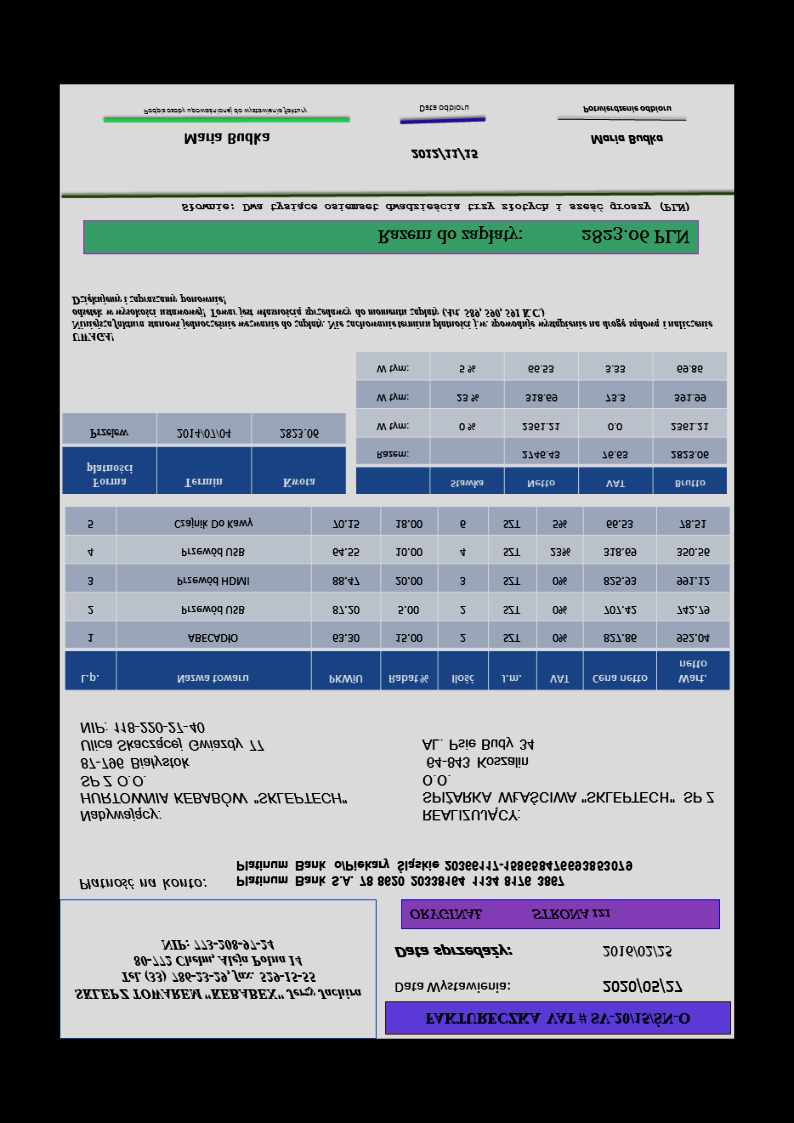 SKLEP Z TOWAREM "KEBABEX" Jerzy Jachira
Tel. (33) 786-23-29, fax: 529-15-55
80-772 Chełm, Aleja Polna 14
NIP: 773-208-97-24
FAKTURECZKA VAT # SV-20/15/ŚN-O
Data Wystawienia: 2020/05/27
Data sprzedaży: 2016/02/25
ORYGINAŁ STRONA 1z1
Płatność na konto: Platinum Bank S.A. 78 8620 20338164 1134 8176 3867
Platinum Bank o/Piekary Śląskie 20366117-158658476693853079
Nabywający:
HURTOWNIA KEBABÓW "SKLEPTECH"
SP Z O.O.
87-796 Białystok
Ulica Skaczącej Gwiazdy 77
NIP: 118-220-27-40
REALIZUJĄCY:
SPIŻARKA WŁAŚCIWA "SKLEPTECH" SP Z
O.O.
64-843 Koszalin
AL. Psie Budy 34
L.p. Nazwa towaru PKWiU Rabat % Ilość J.m. VAT Cena netto Wart. netto
1 ABECADŁO 63.30 15.00 2 SZT 0% 827.86 952.04
2 Przewód USB 87.20 5.00 2 SZT 0% 707.42 742.79
3 Przewód HDMI 88.47 20.00 3 SZT 0% 825.93 991.12
4 Przewód USB 64.55 10.00 4 SZT 23% 318.69 350.56
5 Czajnik Do Kawy 70.15 18.00 6 SZT 5% 66.53 78.51
Forma płatności Termin Kwota
Przelew 2014/07/04 2823.06
Stawka Netto VAT Brutto
Razem: 2746.43 76.63 2823.06
W tym: 0 % 2361.21 0.0 2361.21
W tym: 23 % 318.69 73.3 391.99
W tym: 5 % 66.53 3.33 69.86
UWAGA!
Niniejsza faktura stanowi jednocześnie wezwanie do zapłaty. Nie zachowanie terminu płatności j.w. spowoduje wystąpienie na drogę sądową i naliczenie
odsetek w wysokości ustawowej! Towar jest własnością sprzedawcy do momentu zapłaty (Art. 589, 590, 591 K.C.)
Dziękujemy i zapraszamy ponownie!
Razem do zapłaty: 2823.06 PLN
Słownie: Dwa tysiące osiemset dwadzieścia trzy złotych i sześć groszy (PLN)
Maria Budka
Podpis osoby upoważnionej do wystawienia faktury
2012/11/15
Data odbioru
Maria Budka
Potwierdzenie odbioru